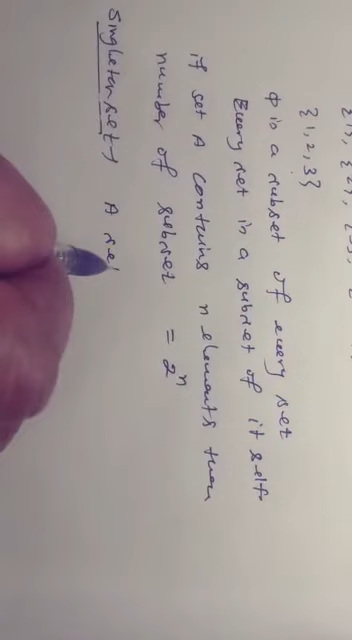 {1, 2, 3}
Φ is a subset of every set
Every set is a subset of it self
if set A contains n elements then
number of subset = 2ⁿ
Singleton set → A set